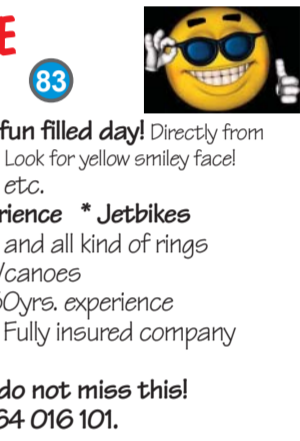 E
83
fun filled day! Directly from
Look for yellow smiley face!
etc.
rience * Jetbikes
and all kind of rings
/canoes
0yrs. experience
Fully insured company
do not miss this!
64 016 101.